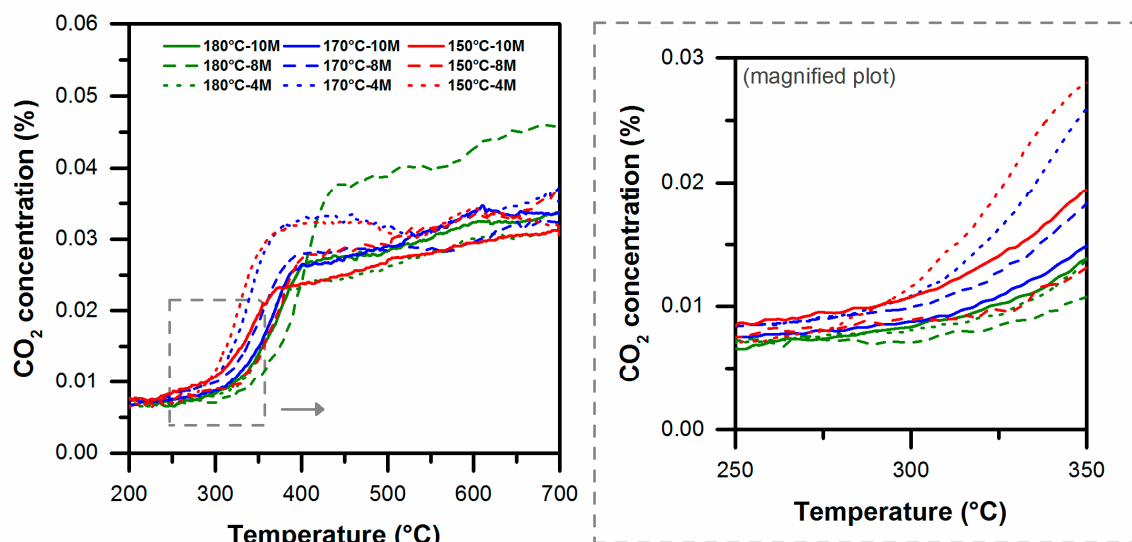 0.06
0.05
0.04
0.03
0.02
0.01
0.00
CO₂ concentration (%)
180°C-10M 170°C-10M 150°C-10M
180°C-8M 170°C-8M 150°C-8M
180°C-4M 170°C-4M 150°C-4M
200 300 400 500 600 700
Temperature (°C)
(magnified plot)
0.03
0.02
0.01
0.00
CO₂ concentration (%)
250 300 350
Temperature (°C)